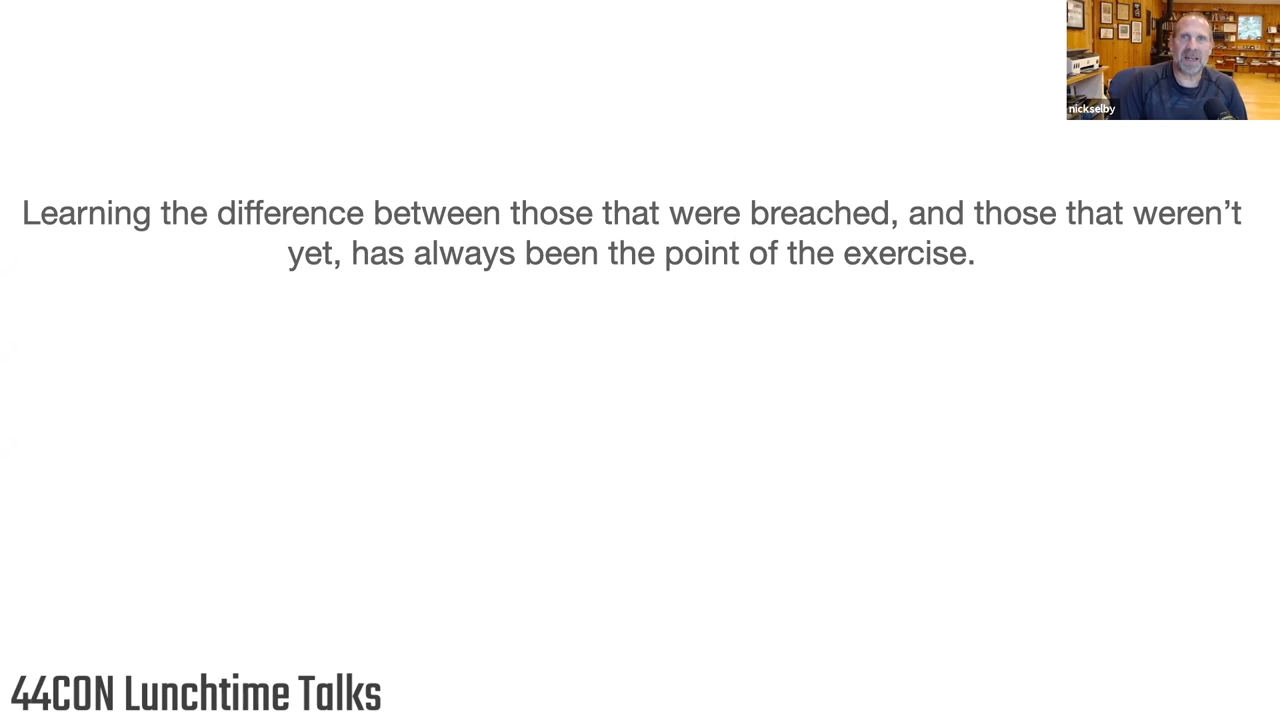 nickselby
Learning the difference between those that were breached, and those that weren’t
yet, has always been the point of the exercise.
44CON Lunchtime Talks